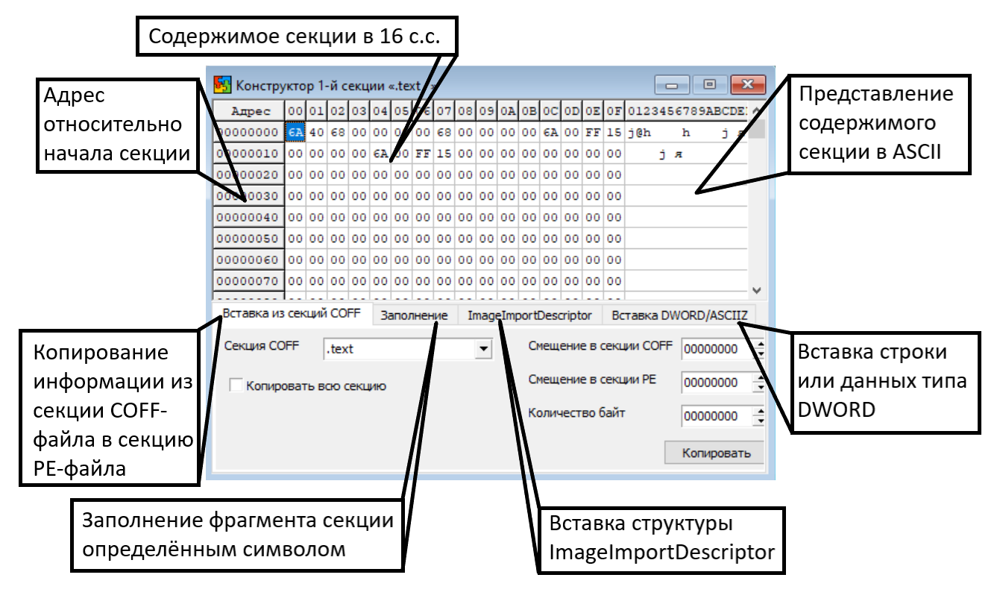 Содержимое секции в 16 с.с.
Адрес
относительно
начала секции
Представление
содержимого
секции в ASCII
Конструктор 1-й секции «.text
Адрес 00 01 02 03 04 05 06 07 08 09 0A 0B 0C 0D 0E 0F 0123456789ABCDE
00000000 6A 40 68 00 00 00 00 68 00 00 00 00 6A 00 FF 15 j@h h j я
00000010 00 00 00 00 6A 00 FF 15 00 00 00 00 00 00 00 00 j я
00000020 00 00 00 00 00 00 00 00 00 00 00 00 00 00 00 00
00000030 00 00 00 00 00 00 00 00 00 00 00 00 00 00 00 00
00000040 00 00 00 00 00 00 00 00 00 00 00 00 00 00 00 00
00000050 00 00 00 00 00 00 00 00 00 00 00 00 00 00 00 00
00000060 00 00 00 00 00 00 00 00 00 00 00 00 00 00 00 00
00000070 00 00 00 00 00 00 00 00 00 00 00 00 00 00 00 00
Вставка из секций COFF Заполнение ImageImportDescriptor Вставка DWORD/ASCIIZ
Секция COFF .text Смещение в секции COFF 00000000
Копировать всю секцию Смещение в секции PE 00000000
Количество байт 00000000
Копировать
Копирование
информации из
секции COFF-
файла в секцию
PE-файла
Вставка строки
или данных типа
DWORD
Заполнение фрагмента секции
определённым символом
Вставка структуры
ImageImportDescriptor